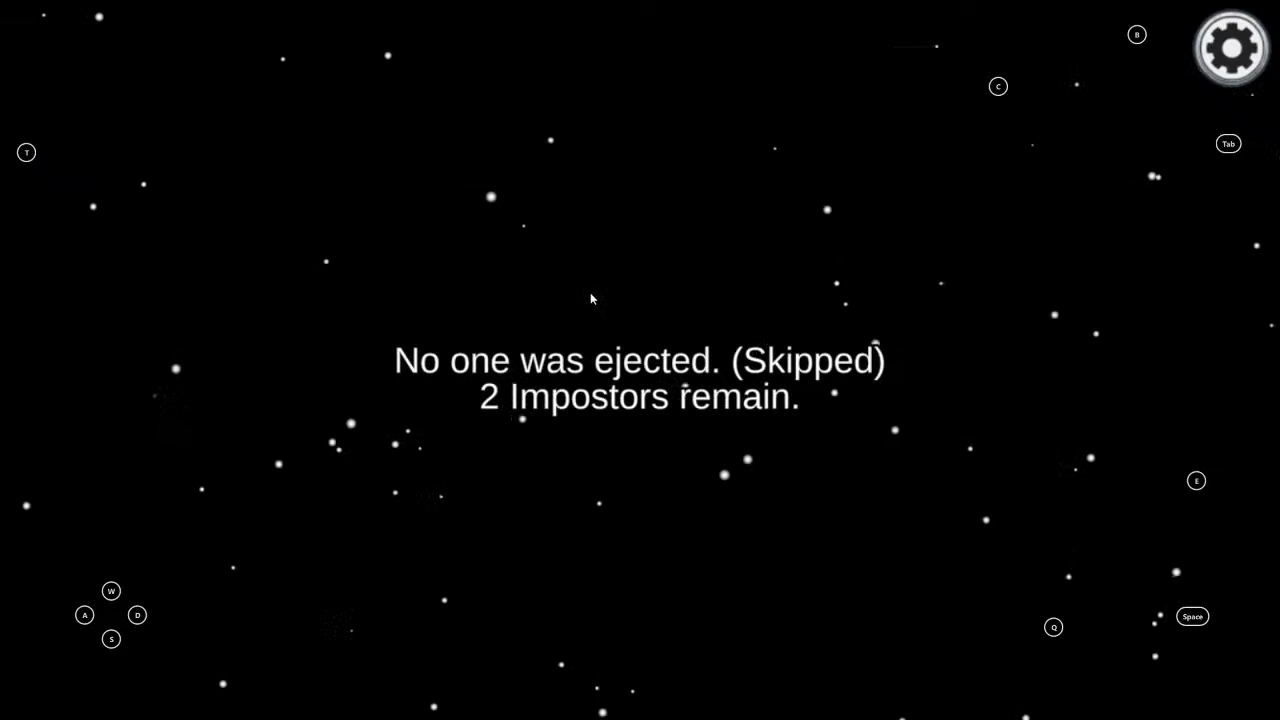 B
C
T
Tab
No one was ejected. (Skipped)
2 Impostors remain.
E
W
A D
S
Q
Space